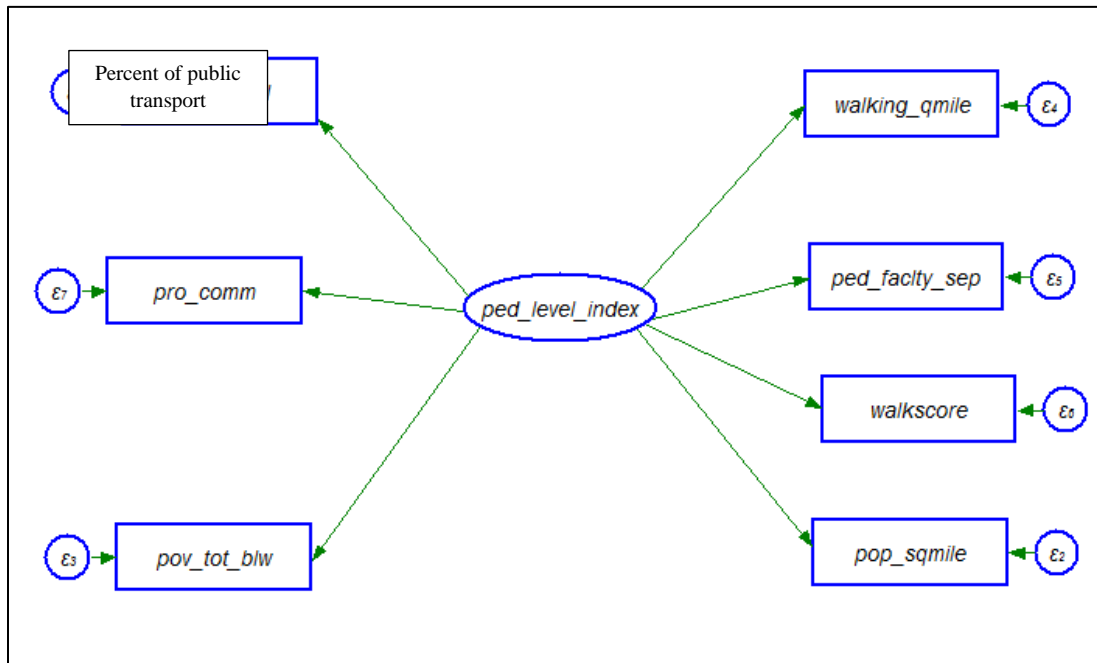 Percent of public
transport
walking_qmile
ε4
ε7
pro_comm
ped_level_index
ped_faclty_sep
ε5
walkscore
ε6
ε3
pov_tot_blw
pop_sqmile
ε2